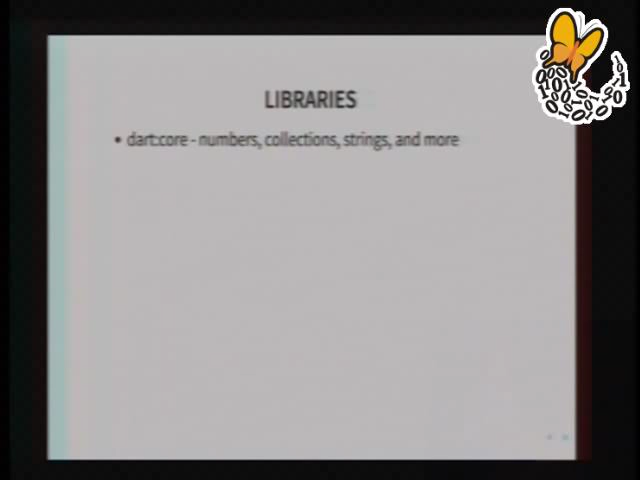 LIBRARIES
• dart:core - numbers, collections, strings, and more